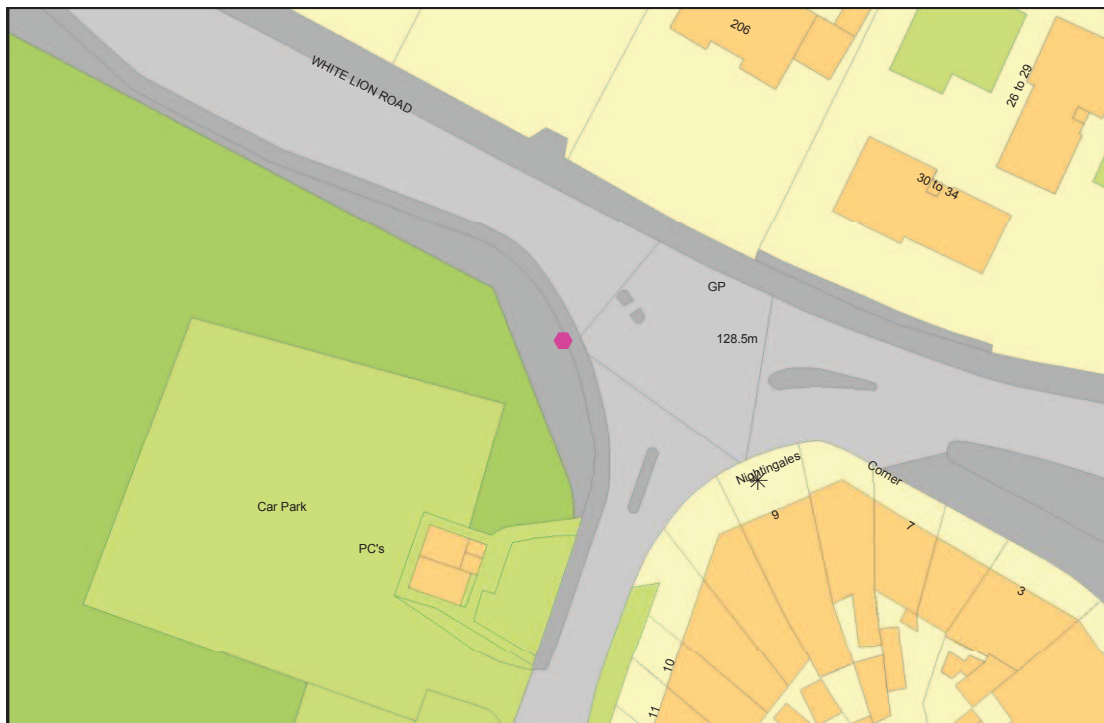 206
WHITE LION ROAD
26 to 29
30 to 34
GP
128.5m
Nightingales Corner
9
7
3
Car Park
PC's
10
11